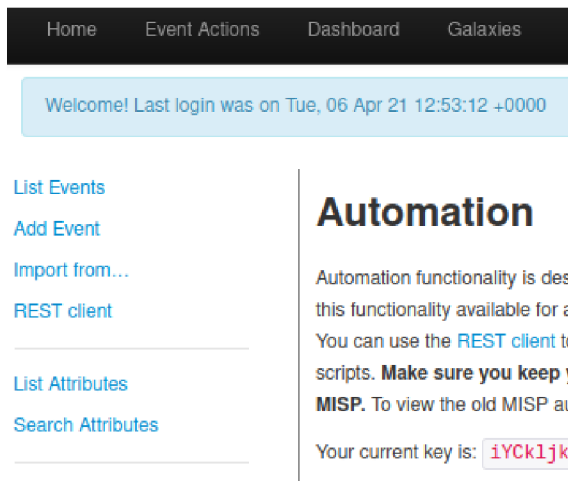 Home Event Actions Dashboard Galaxies
Welcome! Last login was on Tue, 06 Apr 21 12:53:12 +0000
List Events
Add Event
Import from...
REST client
List Attributes
Search Attributes
Automation
Automation functionality is des
this functionality available for a
You can use the REST client to
scripts. Make sure you keep y
MISP. To view the old MISP au
Your current key is: iYCkljk